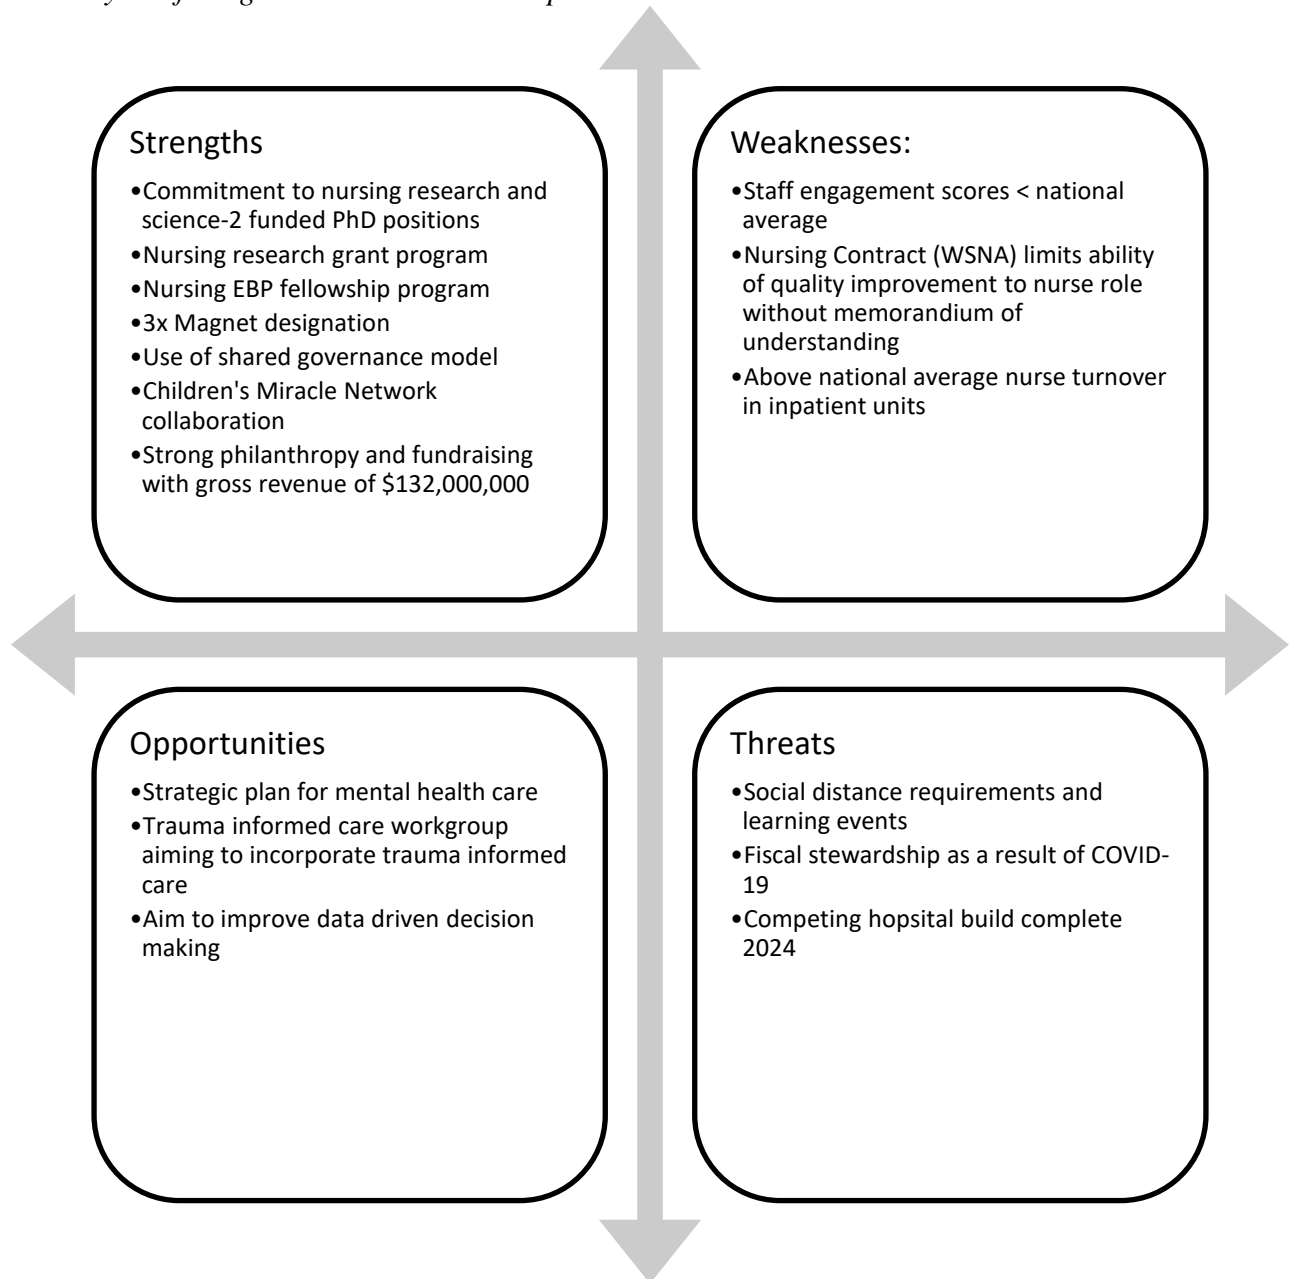 Strengths
•Commitment to nursing research and
science-2 funded PhD positions
•Nursing research grant program
•Nursing EBP fellowship program
•3x Magnet designation
•Use of shared governance model
•Children's Miracle Network
collaboration
•Strong philanthropy and fundraising
with gross revenue of $132,000,000
Weaknesses:
•Staff engagement scores < national
average
•Nursing Contract (WSNA) limits ability
of quality improvement to nurse role
without memorandium of
understanding
•Above national average nurse turnover
in inpatient units
Opportunities
•Strategic plan for mental health care
•Trauma informed care workgroup
aiming to incorporate trauma informed
care
•Aim to improve data driven decision
making
Threats
•Social distance requirements and
learning events
•Fiscal stewardship as a result of COVID-
19
•Competing hopsital build complete
2024